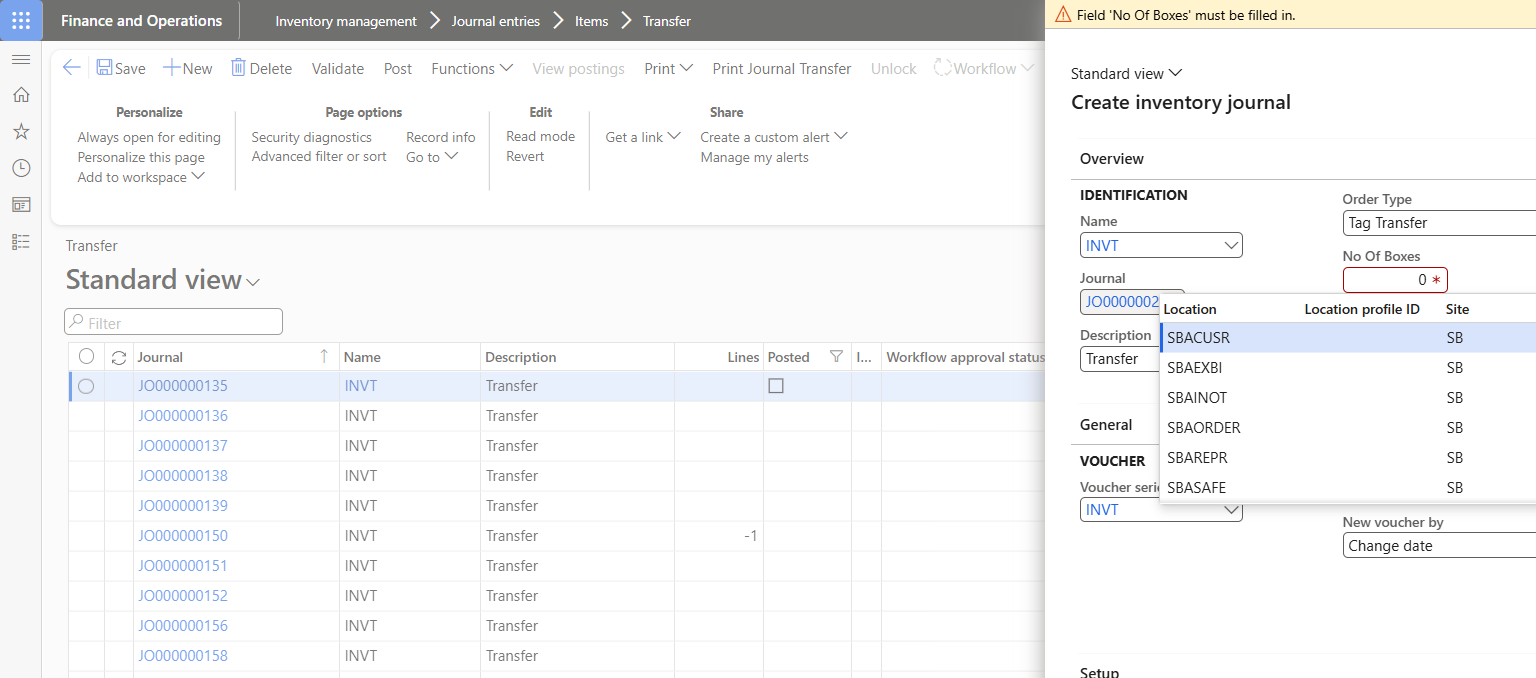 Finance and Operations
Inventory management > Journal entries > Items > Transfer
Save New Delete Validate Post Functions View postings Print Print Journal Transfer Unlock Workflow
Personalize
Always open for editing
Personalize this page
Add to workspace
Page options
Security diagnostics Record info
Advanced filter or sort Go to
Edit
Read mode
Revert
Share
Get a link Create a custom alert
Manage my alerts
Transfer
Standard view
Filter
Journal Name Description Lines Posted I... Workflow approval status
JO000000135 INVT Transfer
JO000000136 INVT Transfer
JO000000137 INVT Transfer
JO000000138 INVT Transfer
JO000000139 INVT Transfer
JO000000150 INVT Transfer -1
JO000000151 INVT Transfer
JO000000152 INVT Transfer
JO000000156 INVT Transfer
JO000000158 INVT Transfer
Field 'No Of Boxes' must be filled in.
Standard view
Create inventory journal
Overview
IDENTIFICATION
Name
INVT
Journal
JO0000002
Description
Transfer
Order Type
Tag Transfer
No Of Boxes
0 *
Location Location profile ID Site
SBACUSR SB
SBAEXBI SB
SBAINOT SB
SBAORDER SB
SBAREPR SB
SBASAFE SB
General
VOUCHER
Voucher serie
INVT
New voucher by
Change date
Setup